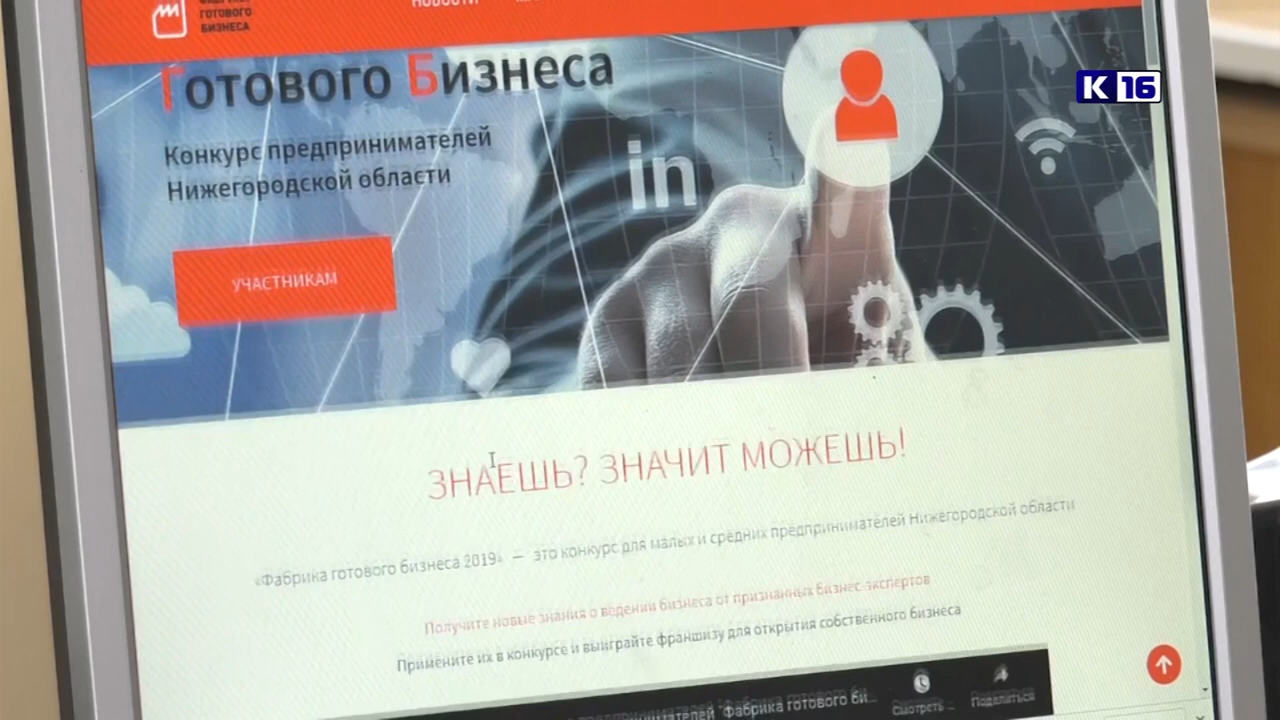 ГОТОВОГО
БИЗНЕСА
НОВОСТИ
К 16
Готового Бизнеса
Конкурс предпринимателей
Нижегородской области
in
УЧАСТНИКАМ
ЗНАЕШЬ? ЗНАЧИТ МОЖЕШЬ!
«Фабрика готового бизнеса 2019» — это конкурс для малых и средних предпринимателей Нижегородской области
Получите новые знания о ведении бизнеса от признанных бизнес-экспертов
Примените их в конкурсе и выиграйте франшизу для открытия собственного бизнеса
"Фабрика готового би...
Смотреть ...
Поделиться